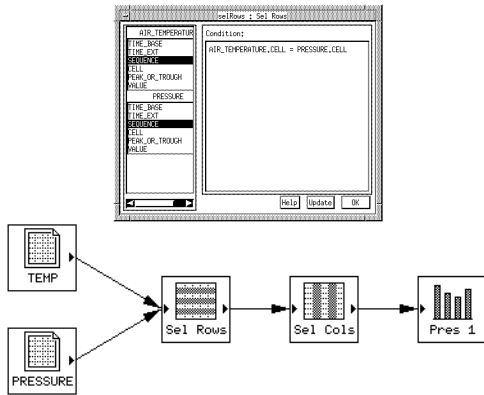 selRows : Sel Rows
AIR_TEMPERATUR
TIME_BASE
TIME_EXT
SEQUENCE
CELL
PEAK_OR_TROUGH
VALUE
PRESSURE
TIME_BASE
TIME_EXT
SEQUENCE
CELL
PEAK_OR_TROUGH
VALUE
Condition:
AIR_TEMPERATURE.CELL = PRESSURE.CELL
Help
Update
OK
TEMP
PRESSURE
Sel Rows
Sel Cols
Pres 1